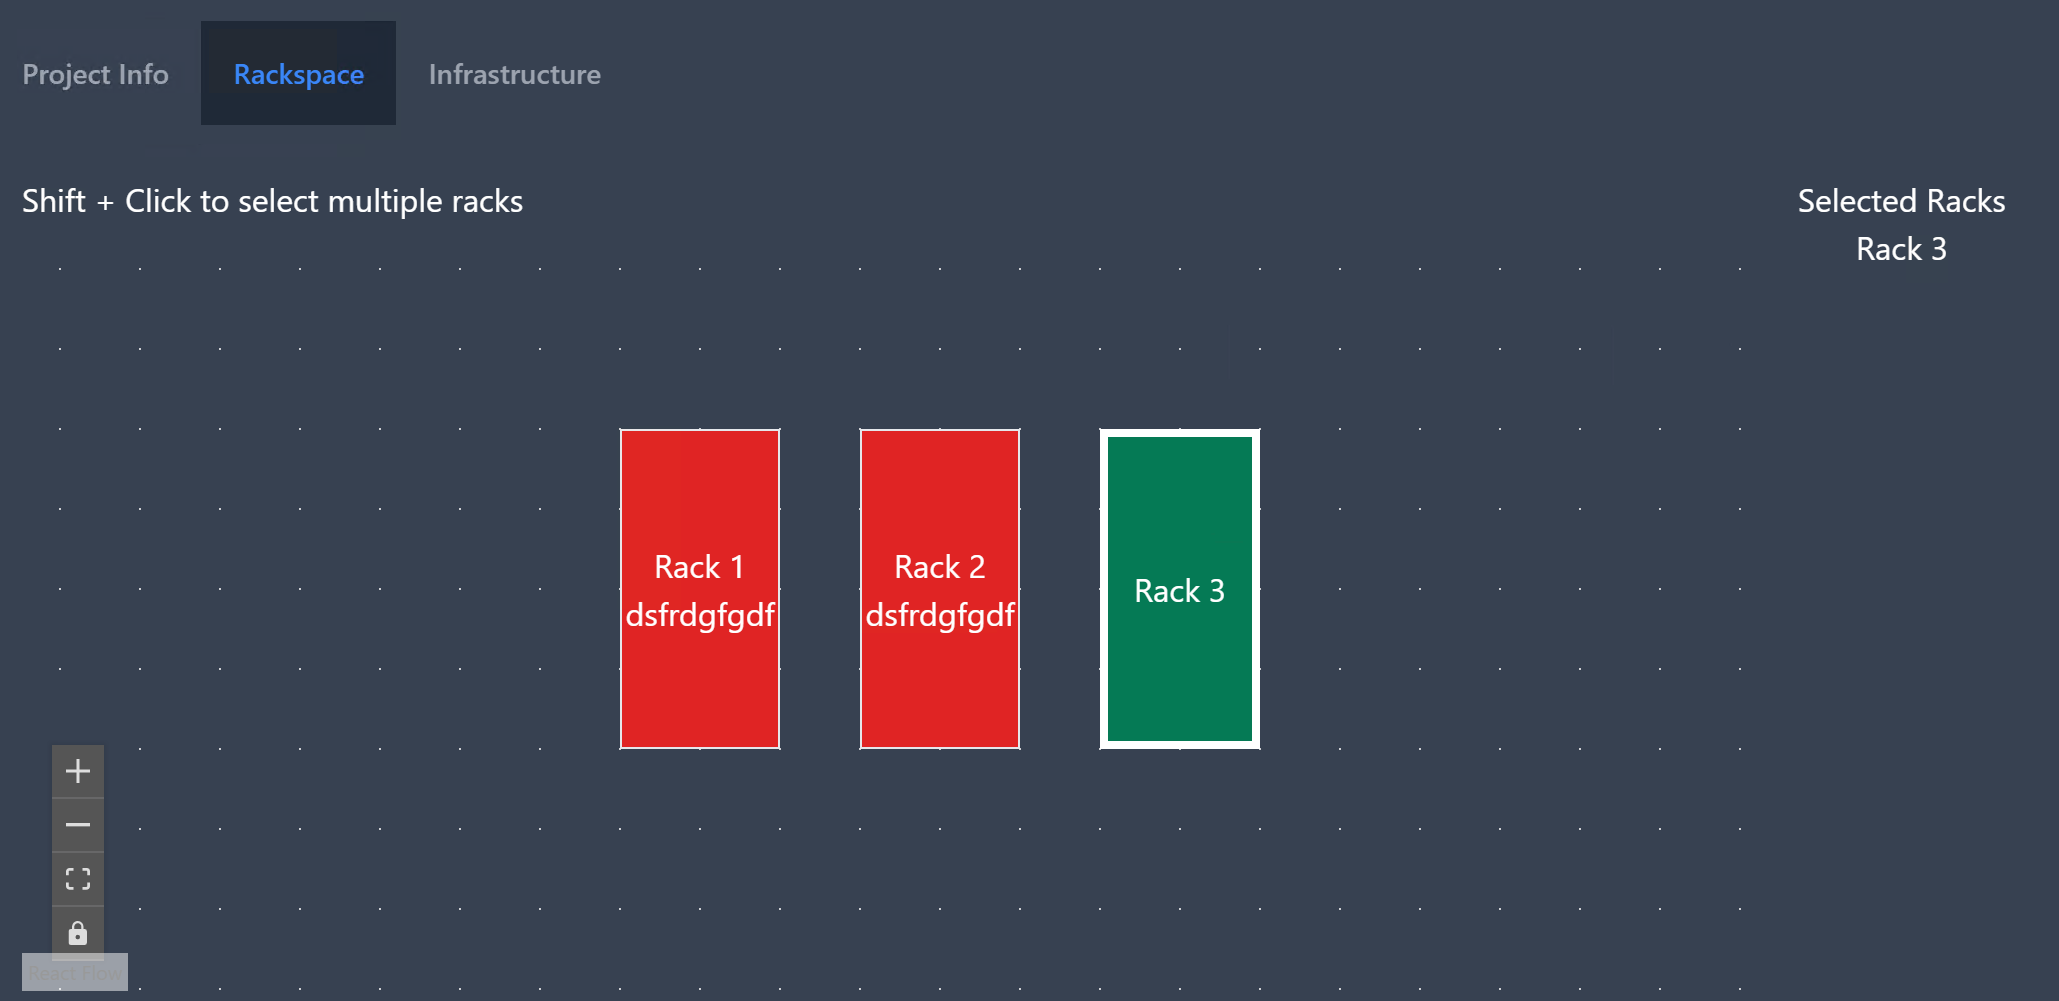 Project Info
Rackspace
Infrastructure
Shift + Click to select multiple racks
Selected Racks
Rack 3
Rack 1
dsfrdgfgdf
Rack 2
dsfrdgfgdf
Rack 3
React Flow